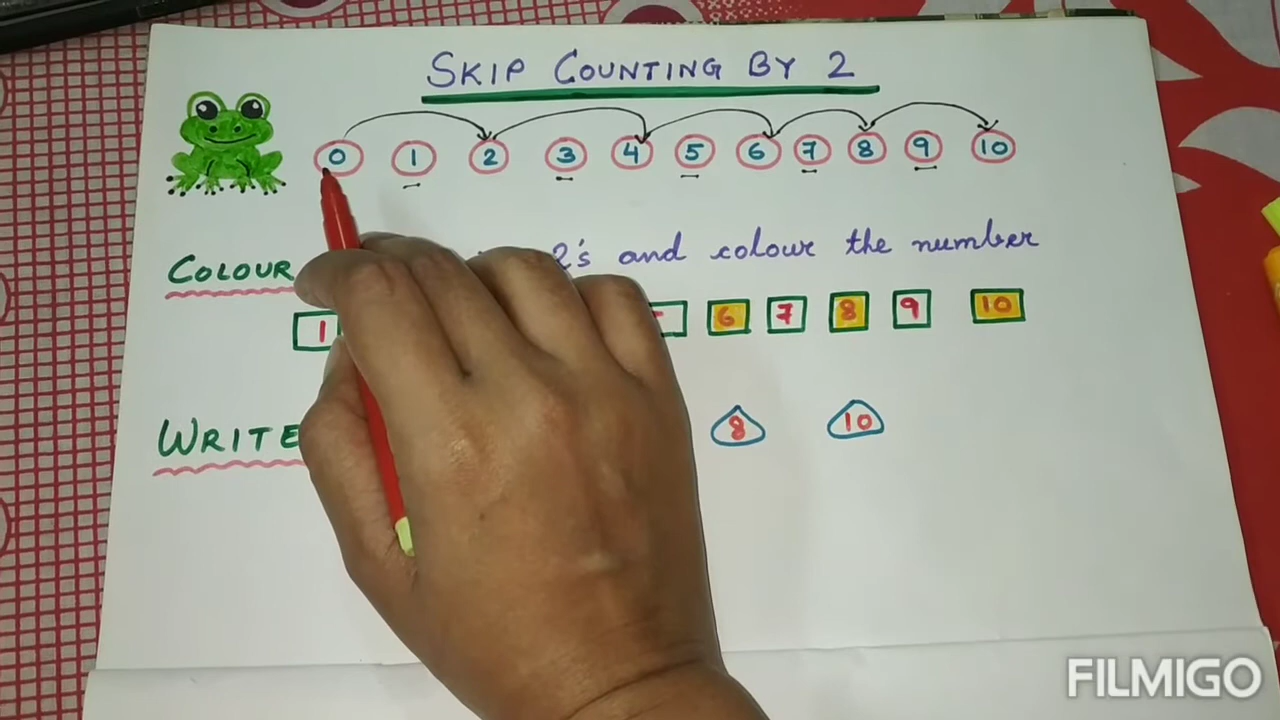 SKIP COUNTING BY 2
0 1 2 3 4 5 6 7 8 9 10
COLOUR 2's and colour the number
1 6 7 8 9 10
WRITE 8 10
FILMIGO